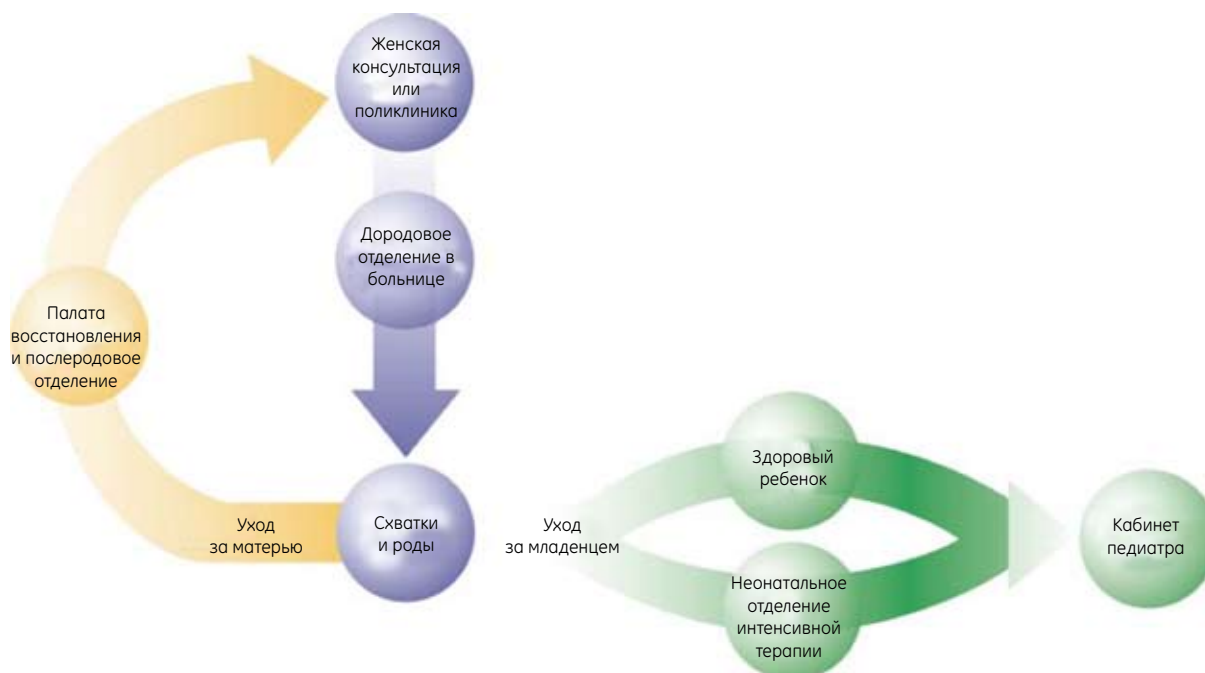 Женская
консультация
или
поликлиника
Дородовое
отделение в
больнице
Палата
восстановления
и послеродовое
отделение
Уход
за матерью
Схватки
и роды
Уход
за младенцем
Здоровый
ребенок
Неонатальное
отделение
интенсивной
терапии
Кабинет
педиатра